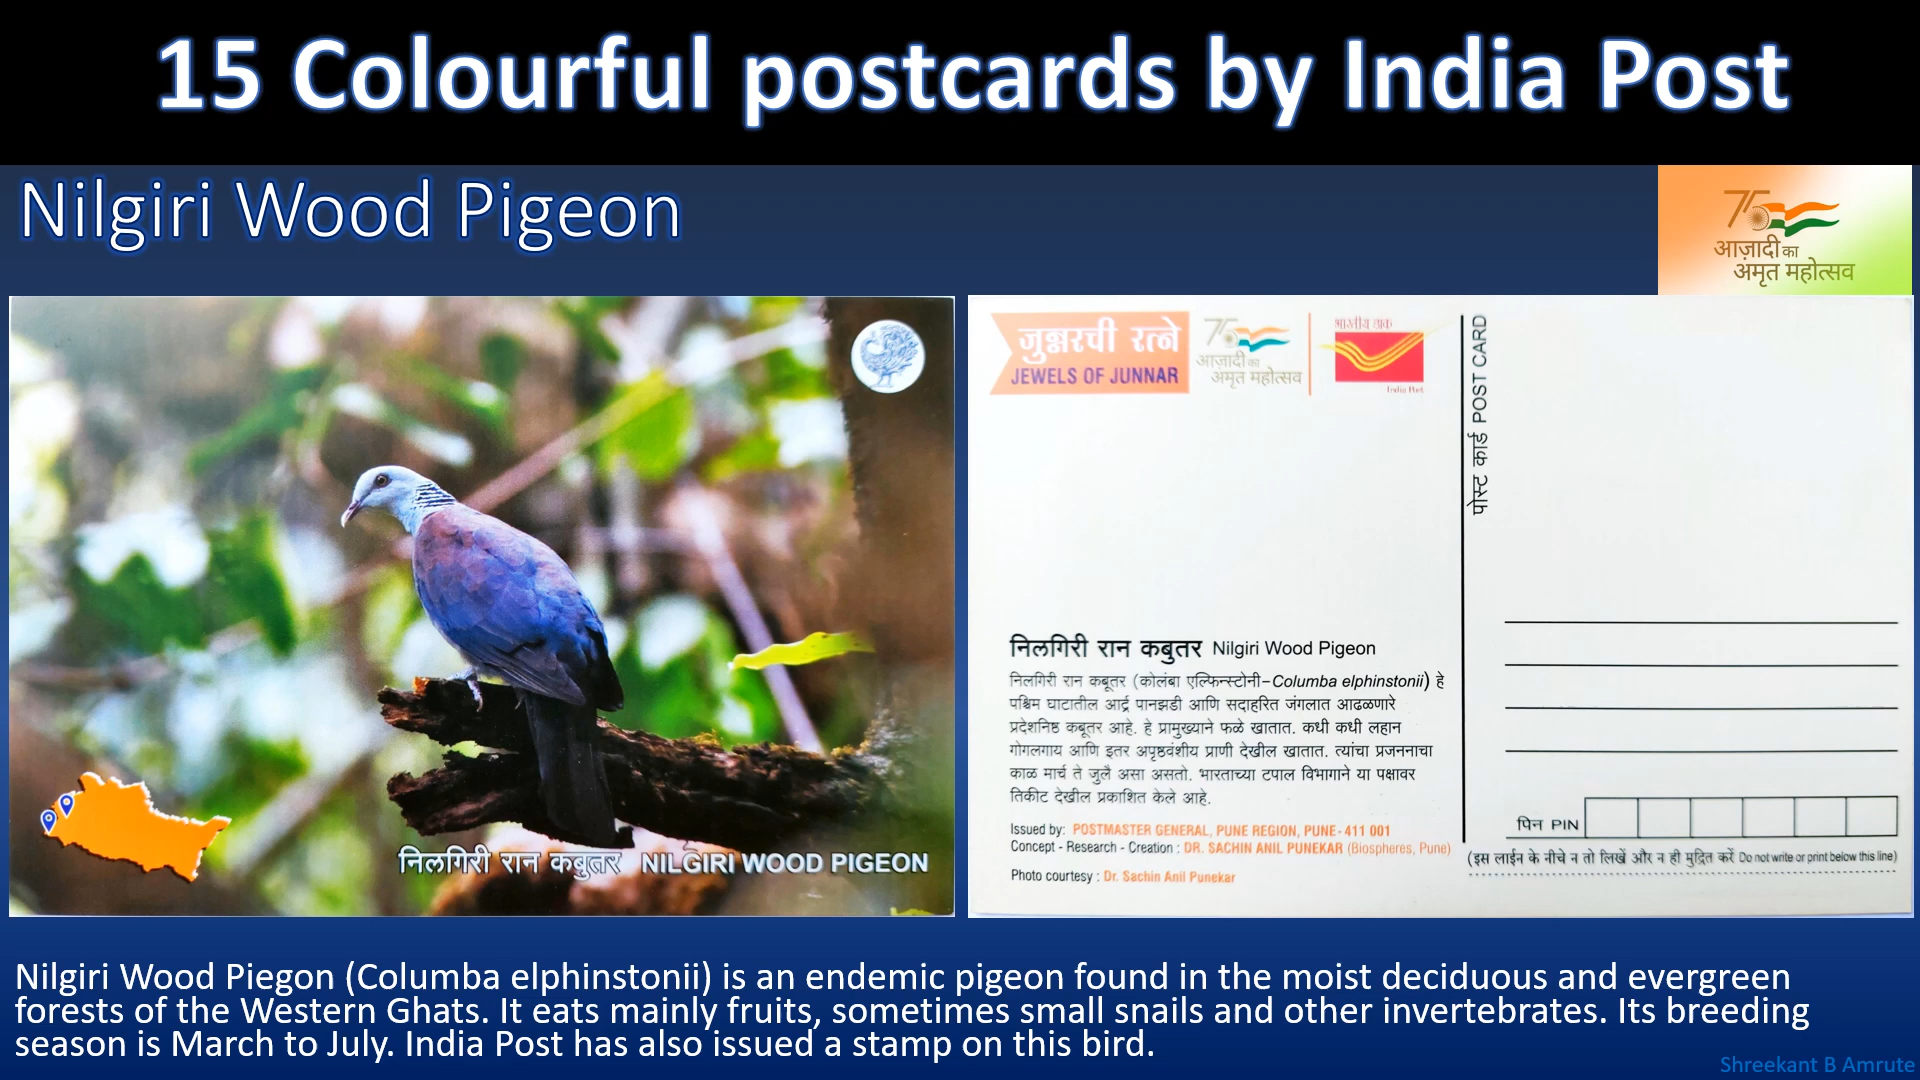 15 Colourful postcards by India Post
Nilgiri Wood Pigeon
75
आज़ादी का
अमृत महोत्सव
निलगिरी रान कबुतर NILGIRI WOOD PIGEON
जुन्नरची रत्ने
JEWELS OF JUNNAR
75
आज़ादी का
अमृत महोत्सव
भारतीय डाक
India Post
पोस्ट कार्ड POST CARD
निलगिरी रान कबुतर Nilgiri Wood Pigeon
निलगिरी रान कबूतर (कोलंबा एल्फिन्स्टोनी–Columba elphinstonii) हे
पश्चिम घाटातील आर्द्र पानझडी आणि सदाहरित जंगलात आढळणारे
प्रदेशनिष्ठ कबूतर आहे. हे प्रामुख्याने फळे खातात. कधी कधी लहान
गोगलगाय आणि इतर अपृष्ठवंशीय प्राणी देखील खातात. त्यांचा प्रजननाचा
काळ मार्च ते जुलै असा असतो. भारताच्या टपाल विभागाने या पक्षावर
तिकीट देखील प्रकाशित केले आहे.
Issued by: POSTMASTER GENERAL, PUNE REGION, PUNE - 411 001
Concept - Research - Creation : DR. SACHIN ANIL PUNEKAR (Biospheres, Pune)
Photo courtesy : Dr. Sachin Anil Punekar
पिन PIN
(इस लाईन के नीचे न तो लिखें और न ही मुद्रित करें Do not write or print below this line)
Nilgiri Wood Piegon (Columba elphinstonii) is an endemic pigeon found in the moist deciduous and evergreen
forests of the Western Ghats. It eats mainly fruits, sometimes small snails and other invertebrates. Its breeding
season is March to July. India Post has also issued a stamp on this bird.
Shreekant B Amrute